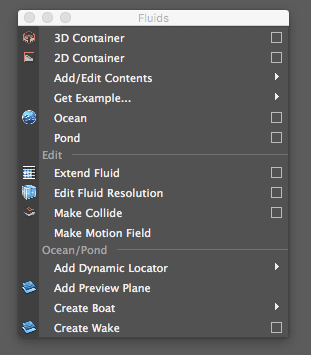 Fluids
3D Container
2D Container
Add/Edit Contents
Get Example...
Ocean
Pond
Edit
Extend Fluid
Edit Fluid Resolution
Make Collide
Make Motion Field
Ocean/Pond
Add Dynamic Locator
Add Preview Plane
Create Boat
Create Wake